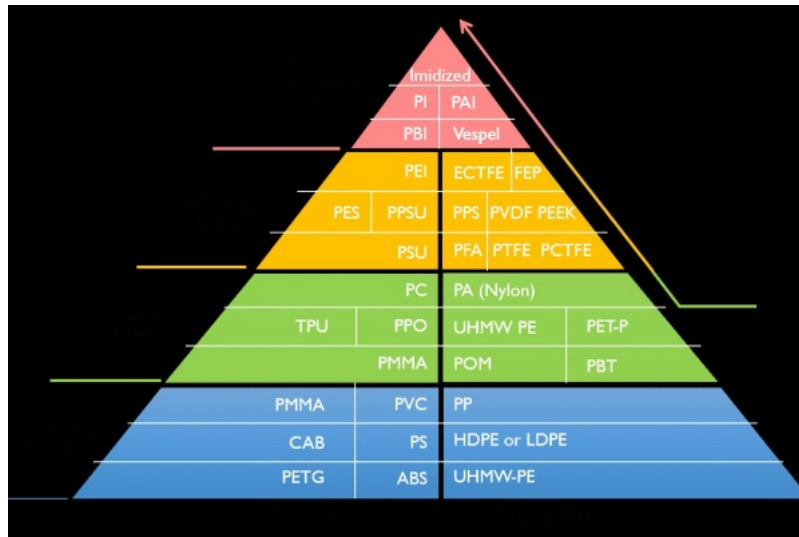 Imidized
PI PAI
PBI Vespel
PEI ECTFE FEP
PES PPSU PPS PVDF PEEK
PSU PFA PTFE PCTFE
PC PA (Nylon)
TPU PPO UHMW PE PET-P
PMMA POM PBT
PMMA PVC PP
CAB PS HDPE or LDPE
PETG ABS UHMW-PE